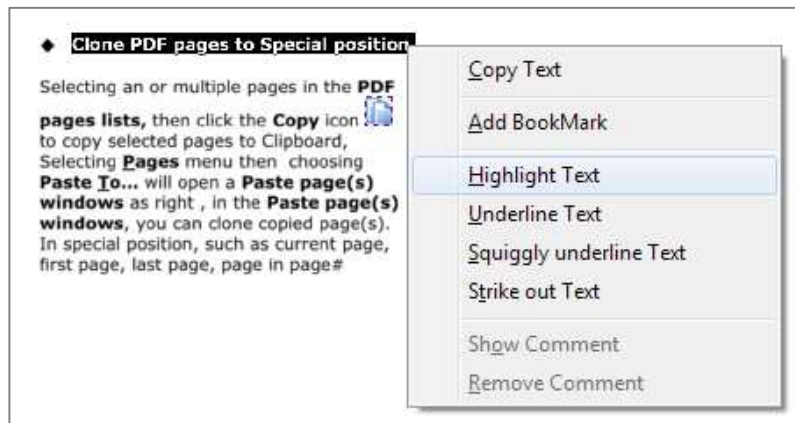 ◆ Clone PDF pages to Special position
Selecting an or multiple pages in the PDF
pages lists, then click the Copy icon
to copy selected pages to Clipboard,
Selecting Pages menu then choosing
Paste To... will open a Paste page(s)
windows as right , in the Paste page(s)
windows, you can clone copied page(s).
In special position, such as current page,
first page, last page, page in page#
Copy Text
Add BookMark
Highlight Text
Underline Text
Squiggly underline Text
Strike out Text
Show Comment
Remove Comment